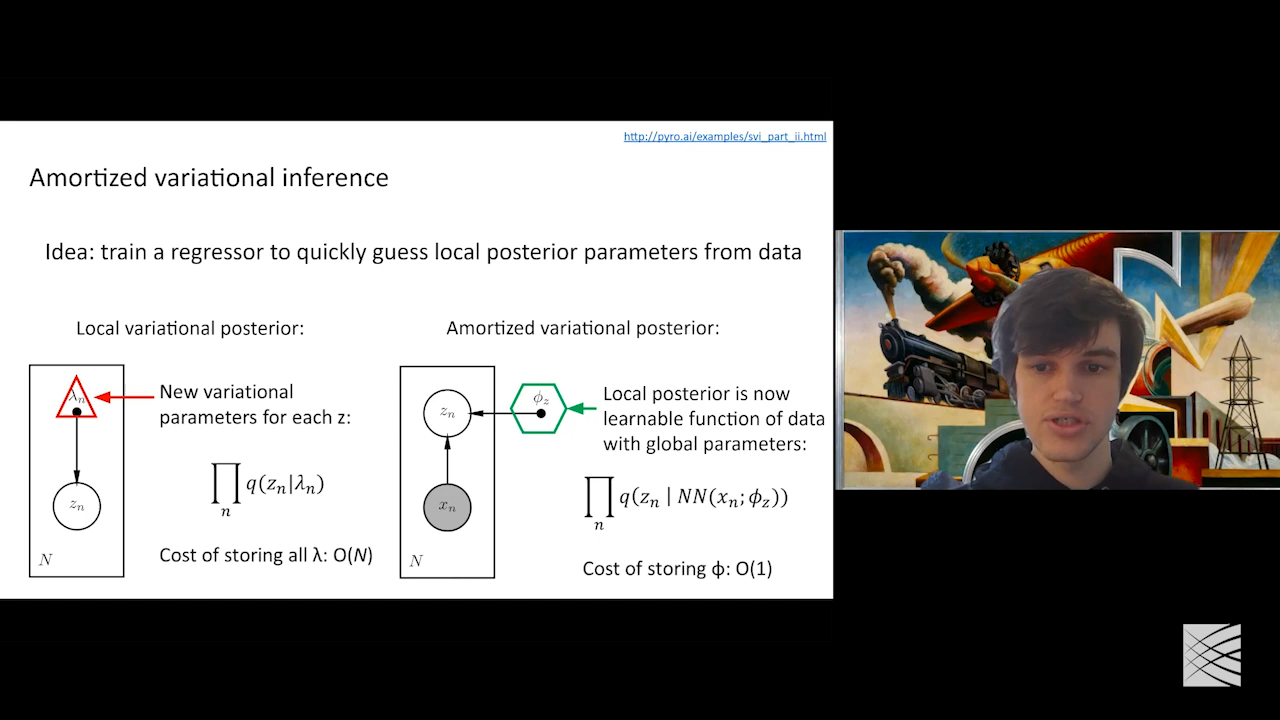 http://pyro.ai/examples/svi_part_ii.html
Amortized variational inference
Idea: train a regressor to quickly guess local posterior parameters from data
Local variational posterior:
λn
New variational
parameters for each z:
∏n q(zn|λn)
zn
N
Cost of storing all λ: O(N)
Amortized variational posterior:
zn
ϕz
Local posterior is now
learnable function of data
with global parameters:
∏n q(zn | NN(xn; ϕz))
xn
N
Cost of storing ϕ: O(1)